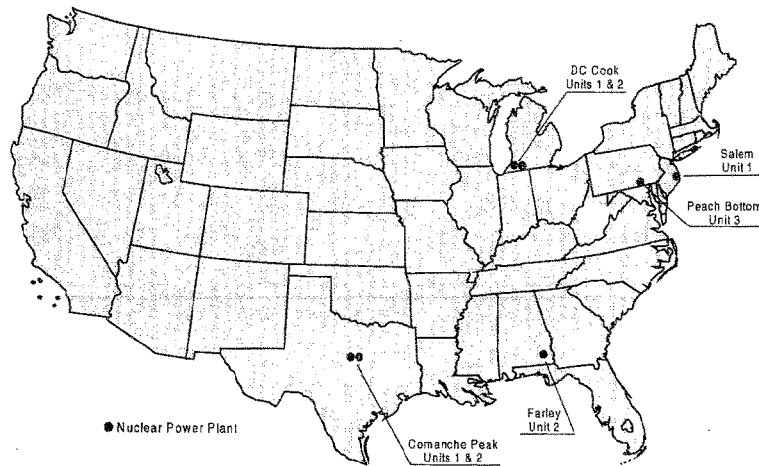 DC Cook
Units 1 & 2
Salem
Unit 1
Peach Bottom
Unit 3
Farley
Unit 2
Comanche Peak
Units 1 & 2
Nuclear Power Plant